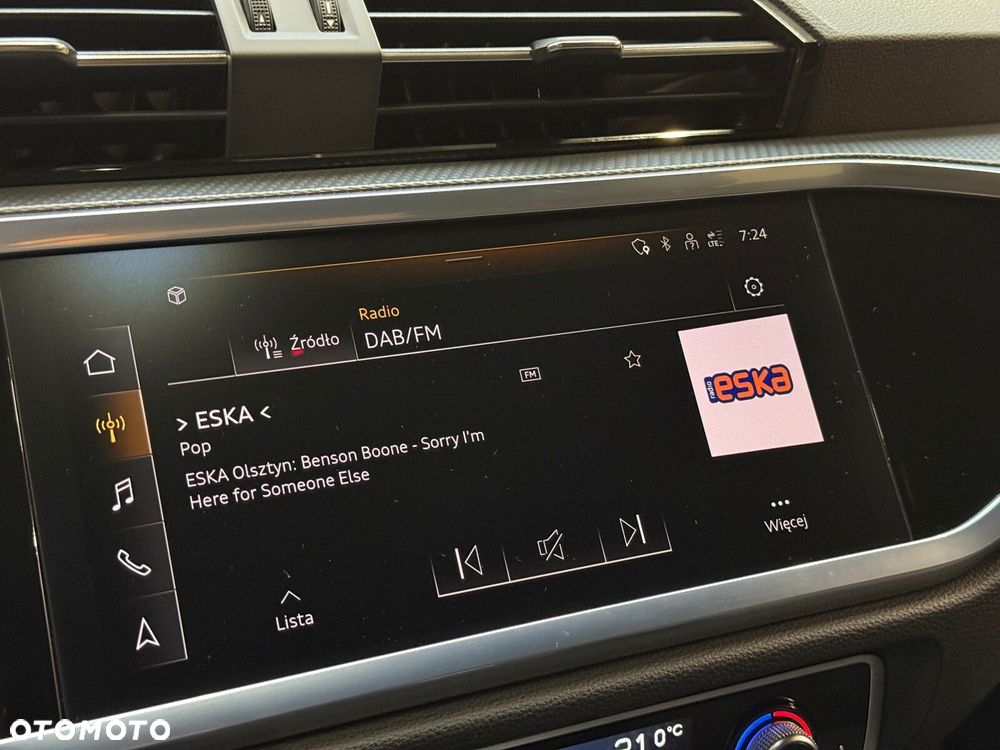 7:24
LTE
Radio
Źródło
DAB/FM
FM
radio
eska
> ESKA <
Pop
ESKA Olsztyn: Benson Boone - Sorry I'm
Here for Someone Else
Więcej
Lista
°C
OTOMOTO